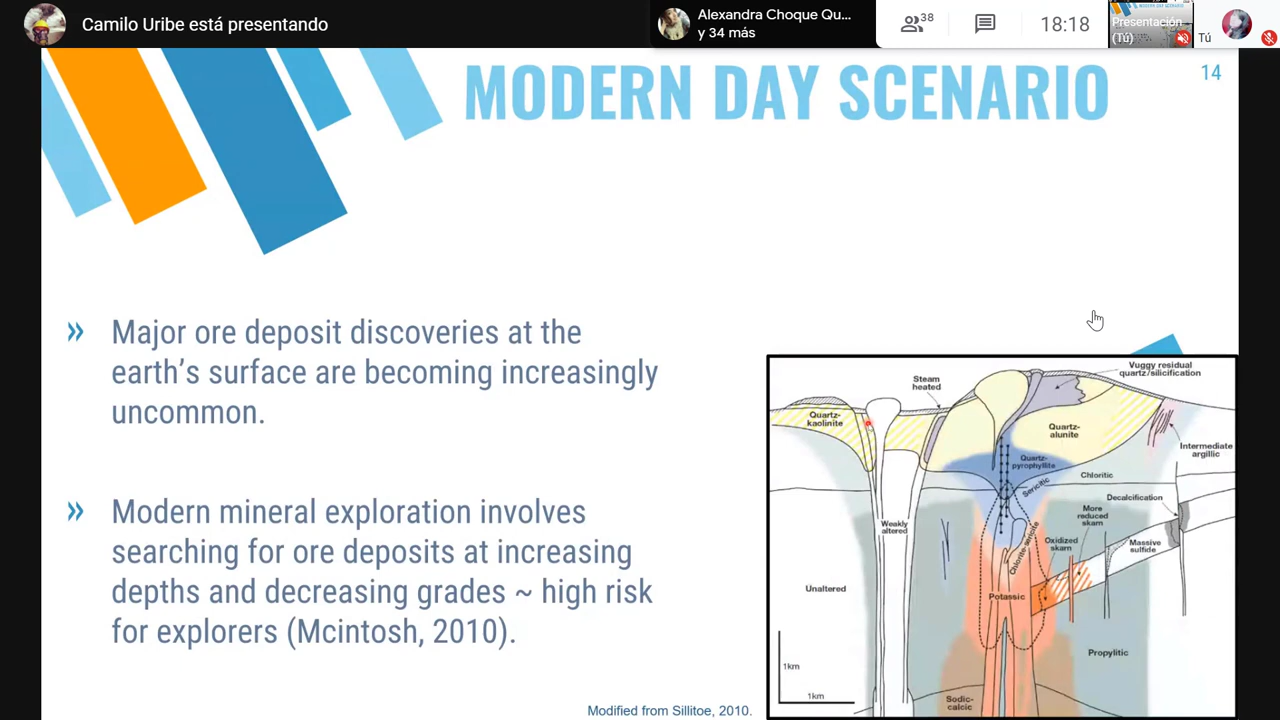 Camilo Uribe está presentando
Alexandra Choque Qu...
y 34 más
38
18:18
Presentación
(Tú)
Tú
MODERN DAY SCENARIO
14
» Major ore deposit discoveries at the
earth’s surface are becoming increasingly
uncommon.
» Modern mineral exploration involves
searching for ore deposits at increasing
depths and decreasing grades ~ high risk
for explorers (Mcintosh, 2010).
Vuggy residual
quartz/silicification
Steam
heated
Quartz-
kaolinite
Quartz-
alunite
Intermediate
argillic
Quartz-
pyrophyllite
Chloritic
Sericitic
Decalcification
More
reduced
skarn
Weakly
altered
Chlorite-sericite
Oxidized
skarn
Massive
sulfide
Unaltered
Potassic
Propylitic
1km
1km
Sodic-
calcic
Modified from Sillitoe, 2010.